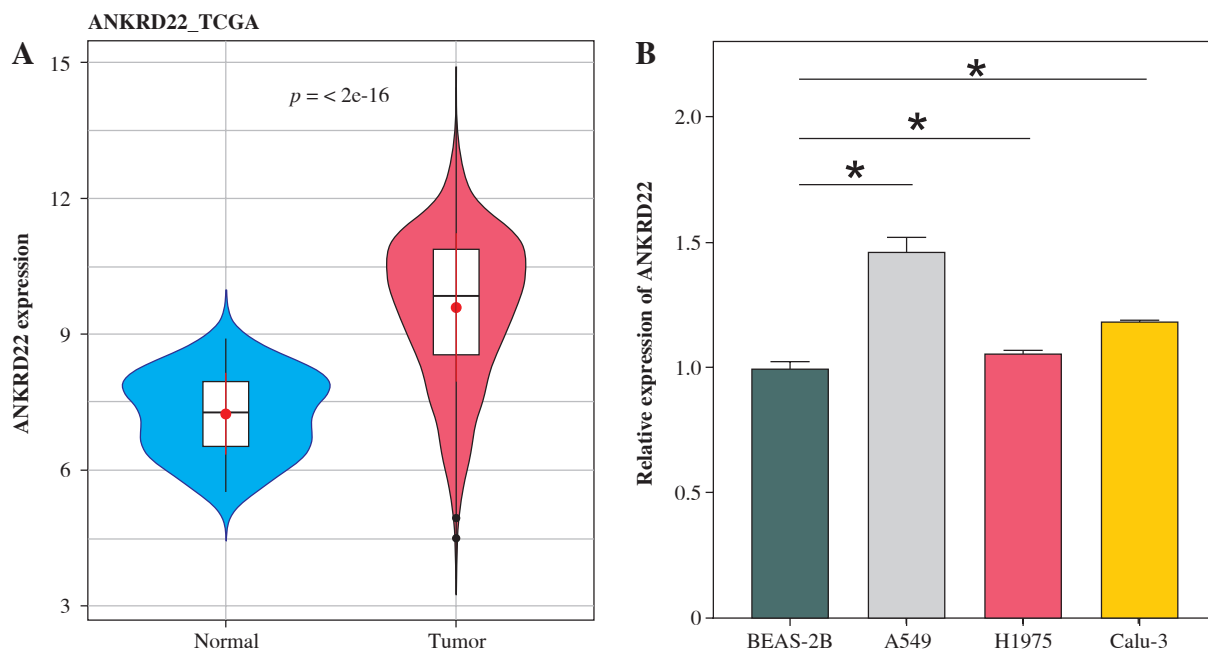 ANKRD22_TCGA
A
15
12
9
6
3
ANKRD22 expression
p = < 2e-16
Normal
Tumor
B
2.0
1.5
1.0
0.5
0
Relative expression of ANKRD22
*
*
*
BEAS-2B
A549
H1975
Calu-3